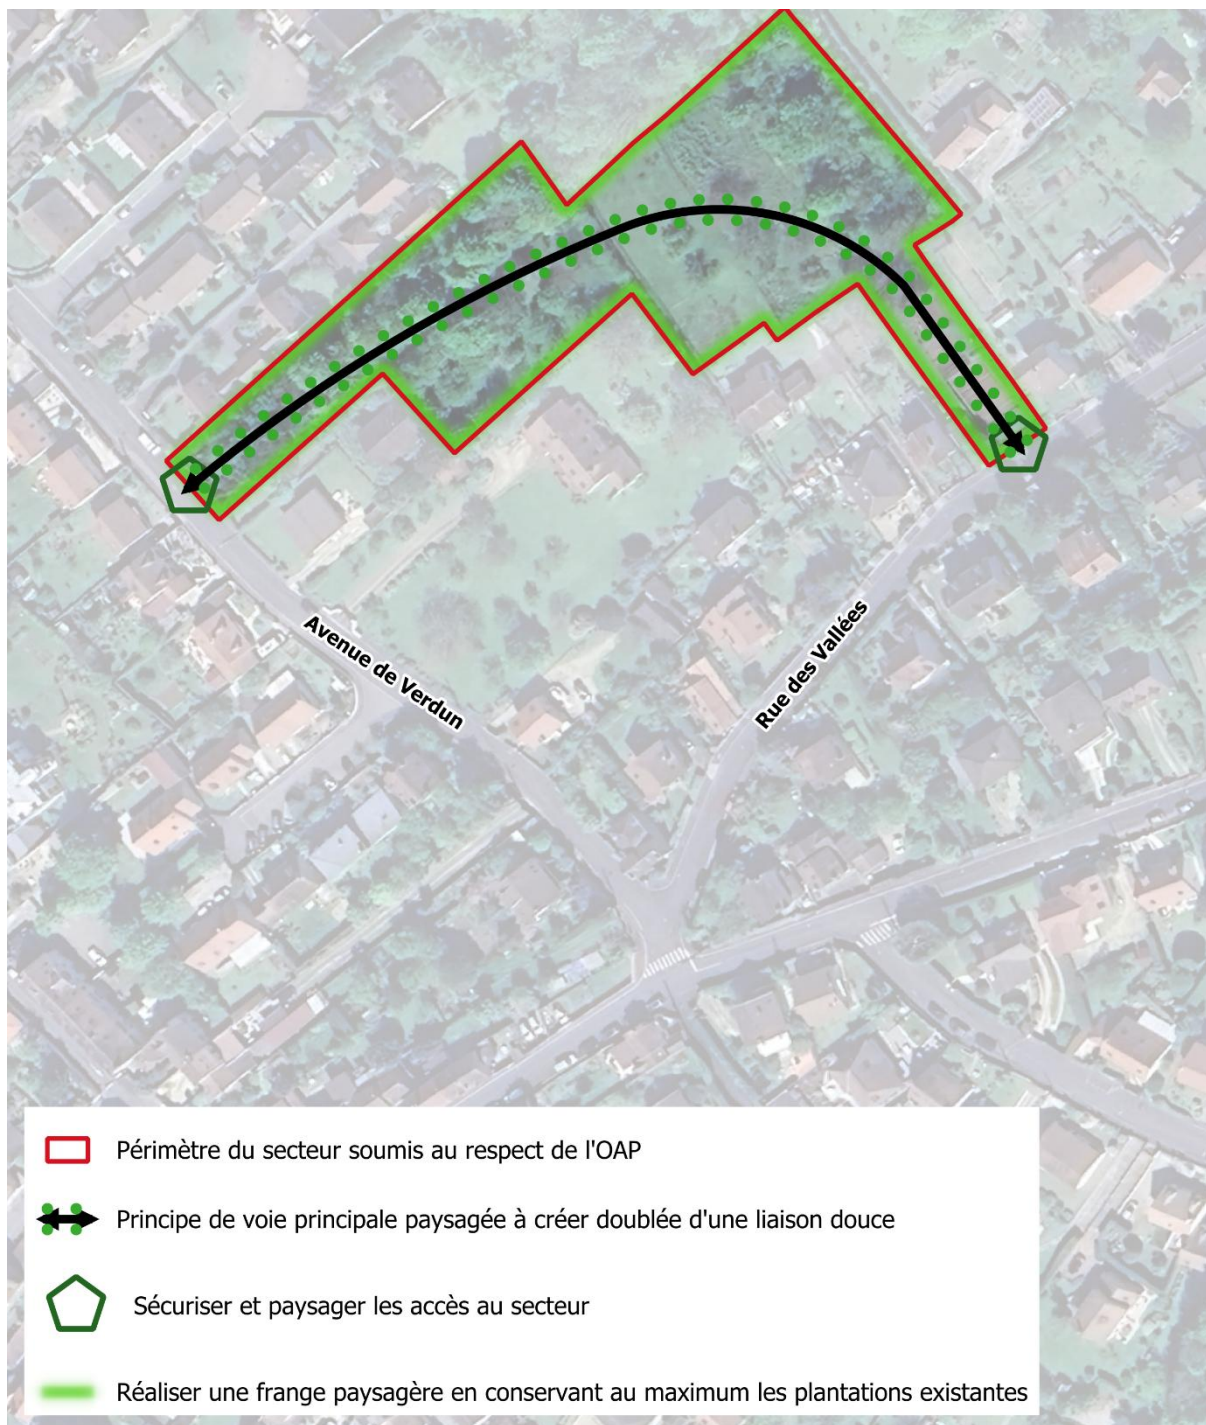 Avenue de Verdun
Rue des Vallées
Périmètre du secteur soumis au respect de l'OAP
Principe de voie principale paysagée à créer doublée d'une liaison douce
Sécuriser et paysager les accès au secteur
Réaliser une frange paysagère en conservant au maximum les plantations existantes